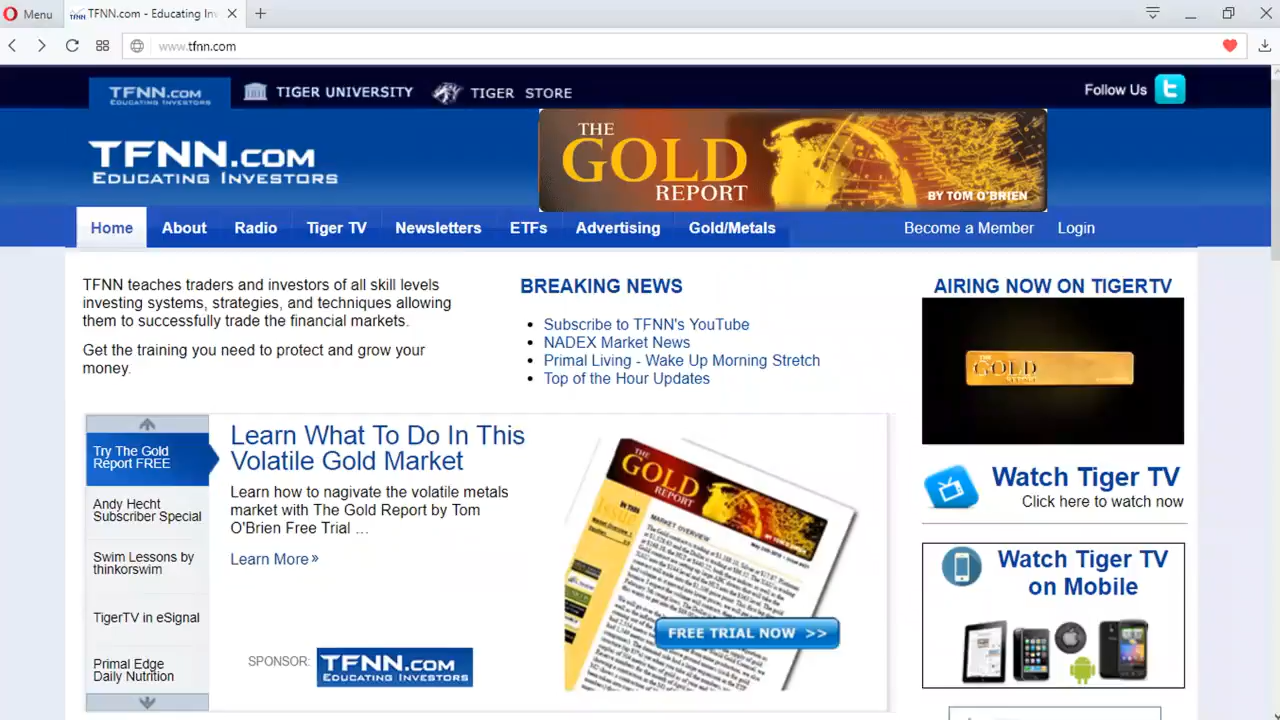 Menu
TFNN.com - Educating In
www.tfnn.com
TFNN.COM
EDUCATING INVESTORS
TIGER UNIVERSITY
TIGER STORE
Follow Us
TFNN.COM
EDUCATING INVESTORS
THE
GOLD
REPORT
BY TOM O'BRIEN
Home
About
Radio
Tiger TV
Newsletters
ETFs
Advertising
Gold/Metals
Become a Member
Login
TFNN teaches traders and investors of all skill levels
investing systems, strategies, and techniques allowing
them to successfully trade the financial markets.
Get the training you need to protect and grow your
money.
BREAKING NEWS
Subscribe to TFNN's YouTube
NADEX Market News
Primal Living - Wake Up Morning Stretch
Top of the Hour Updates
AIRING NOW ON TIGERTV
THE
GOLD
REPORT
Watch Tiger TV
Click here to watch now
Watch Tiger TV
on Mobile
Try The Gold
Report FREE
Andy Hecht
Subscriber Special
Swim Lessons by
thinkorswim
TigerTV in eSignal
Primal Edge
Daily Nutrition
Learn What To Do In This
Volatile Gold Market
Learn how to nagivate the volatile metals
market with The Gold Report by Tom
O'Brien Free Trial ...
Learn More »
SPONSOR:
TFNN.COM
EDUCATING INVESTORS
THE
GOLD
REPORT
MARKET OVERVIEW
FREE TRIAL NOW >>